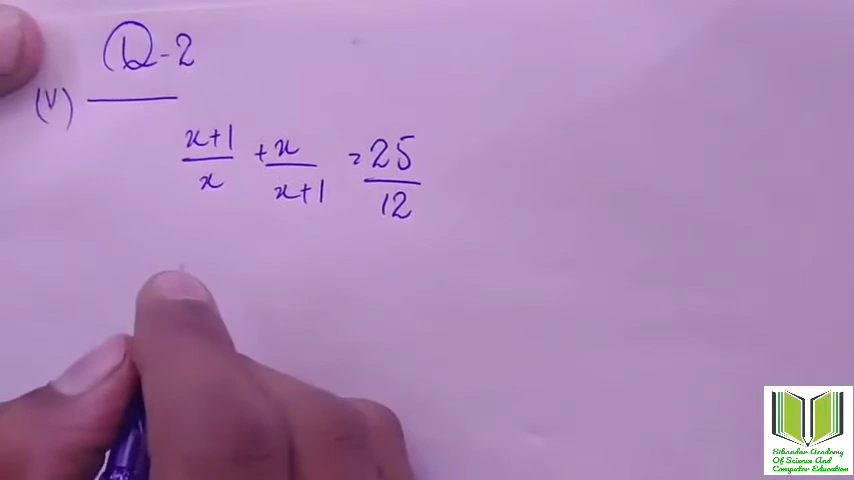 Q-2
(V)
x+1/x + x/x+1 = 25/12
Sikandar Academy
Of Science And
Computer Education